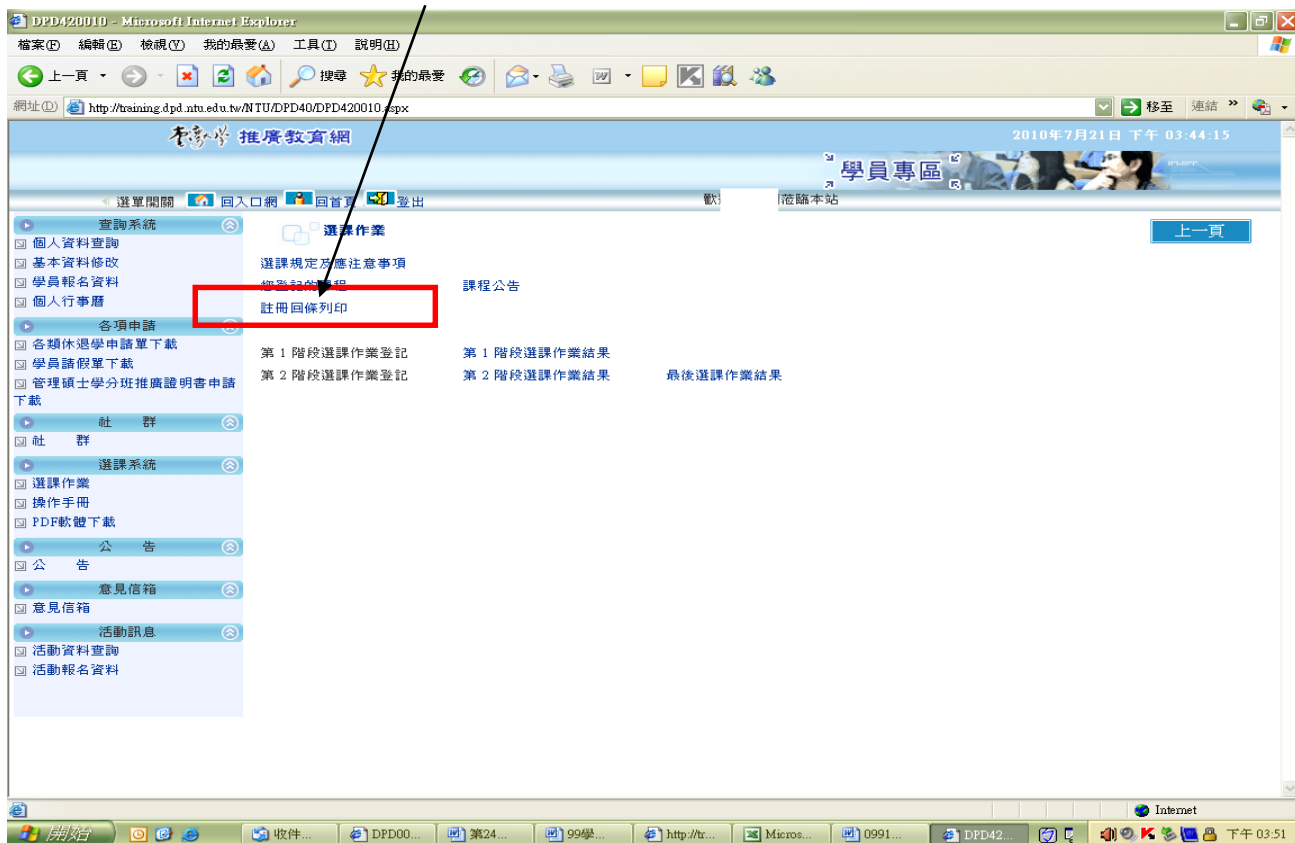 DPD420010 - Microsoft Internet Explorer
檔案(F) 編輯(E) 檢視(V) 我的最愛(A) 工具(T) 說明(H)
上一頁 搜尋 我的最愛
網址(D) http://training.dpd.ntu.edu.tw/NTU/DPD40/DPD420010.aspx 移至 連結 »
推廣教育網 2010年7月21日 下午 03:44:15
學員專區
選單開關 回入口網 回首頁 登出 歡 蒞臨本站
查詢系統
個人資料查詢
基本資料修改
學員報名資料
個人行事曆
各項申請
各類休退學申請單下載
學員請假單下載
管理碩士學分班推廣證明書申請
下載
社 群
社 群
選課系統
選課作業
操作手冊
PDF軟體下載
公 告
公 告
意見信箱
意見信箱
活動訊息
活動資料查詢
活動報名資料
選課作業 上一頁
選課規定及應注意事項
您登記的課程 課程公告
註冊回條列印
第 1 階段選課作業登記 第 1 階段選課作業結果
第 2 階段選課作業登記 第 2 階段選課作業結果 最後選課作業結果
Internet
開始 收件... DPD00... 第24... 99學... http://tr... Micros... 0991... DPD42... 下午 03:51